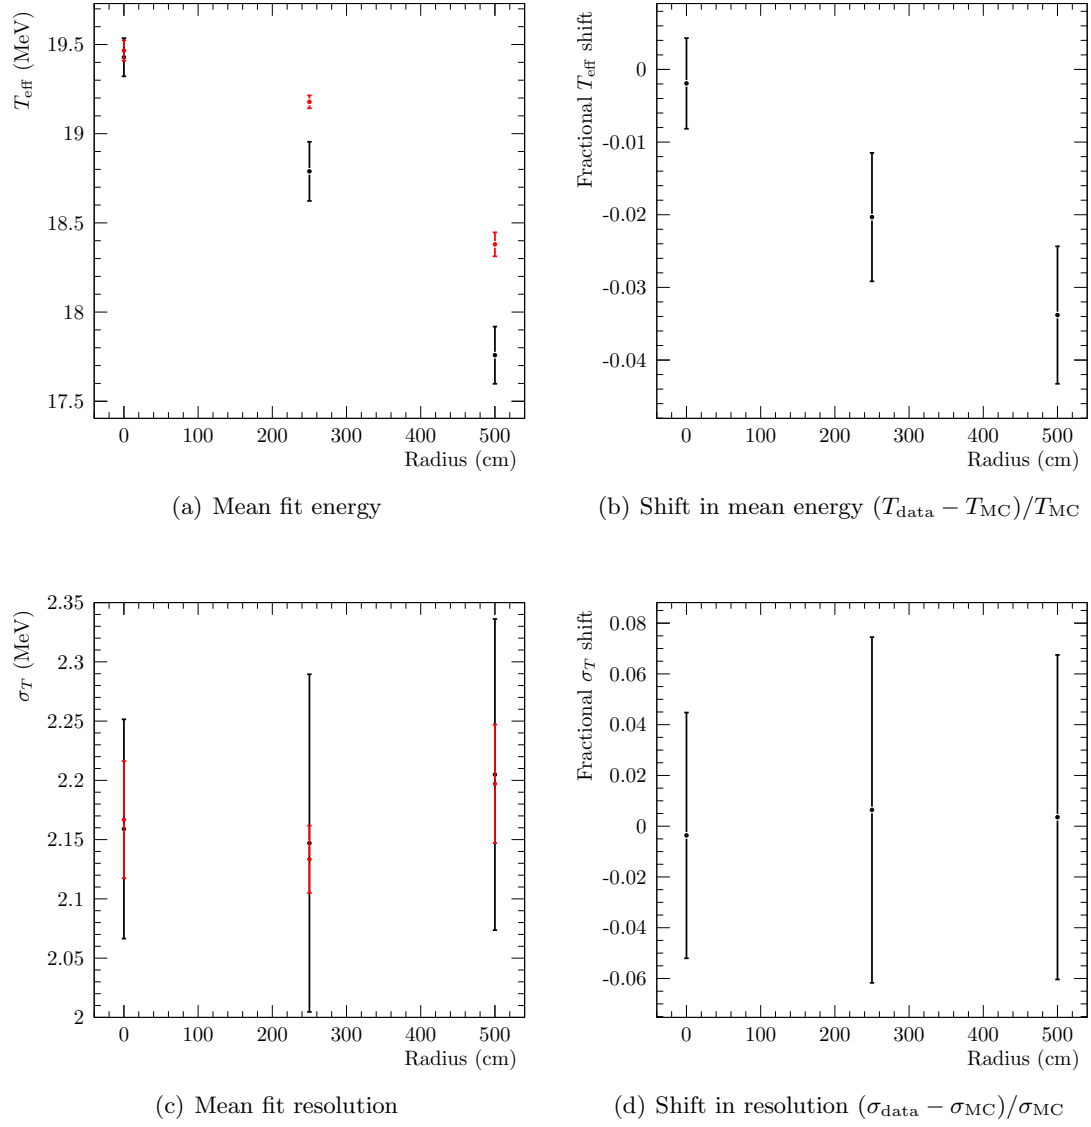 T_eff (MeV)
19.5
19
18.5
18
17.5
0 100 200 300 400 500
Radius (cm)
(a) Mean fit energy
Fractional T_eff shift
0
-0.01
-0.02
-0.03
-0.04
0 100 200 300 400 500
Radius (cm)
(b) Shift in mean energy (T_data − T_MC)/T_MC
σ_T (MeV)
2.35
2.3
2.25
2.2
2.15
2.1
2.05
2
0 100 200 300 400 500
Radius (cm)
(c) Mean fit resolution
Fractional σ_T shift
0.08
0.06
0.04
0.02
0
-0.02
-0.04
-0.06
0 100 200 300 400 500
Radius (cm)
(d) Shift in resolution (σ_data − σ_MC)/σ_MC